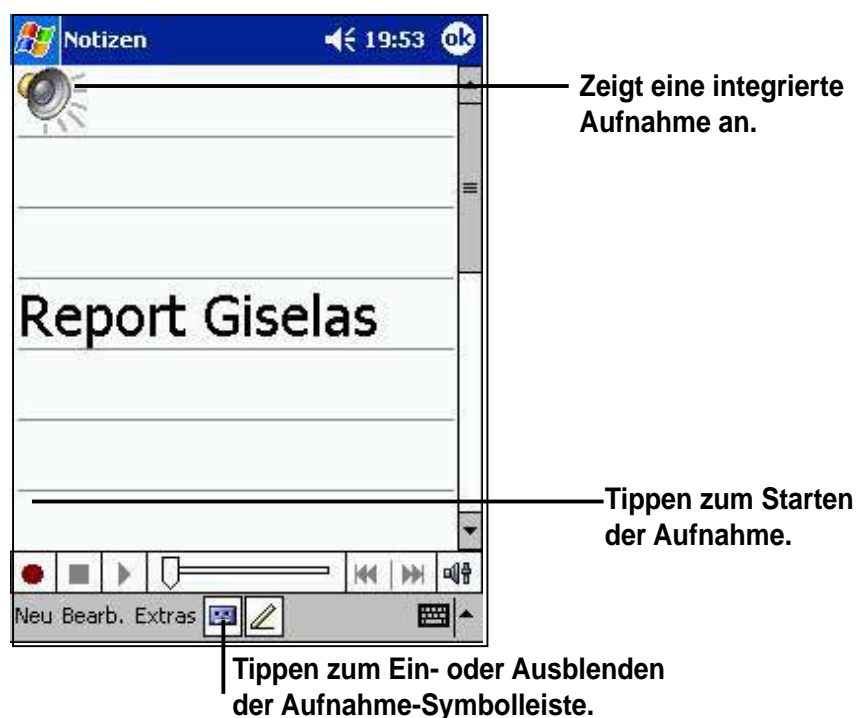 Notizen 19:53 ok
Zeigt eine integrierte
Aufnahme an.
Report Giselas
Tippen zum Starten
der Aufnahme.
Neu Bearb. Extras
Tippen zum Ein- oder Ausblenden
der Aufnahme-Symbolleiste.